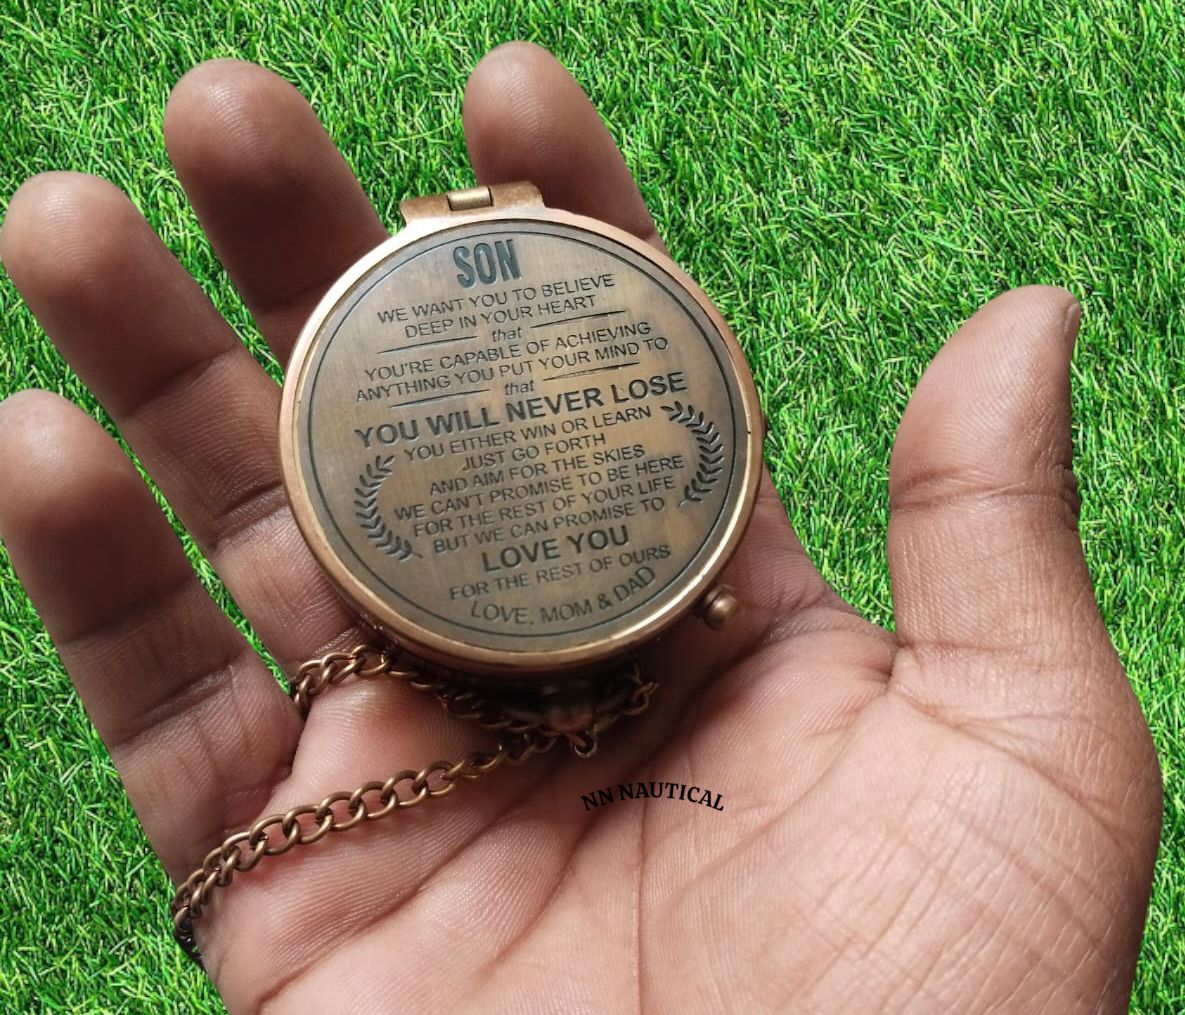 SON
WE WANT YOU TO BELIEVE
DEEP IN YOUR HEART
that
YOU'RE CAPABLE OF ACHIEVING
ANYTHING YOU PUT YOUR MIND TO
that
YOU WILL NEVER LOSE
YOU EITHER WIN OR LEARN
JUST GO FORTH
AND AIM FOR THE SKIES
WE CAN'T PROMISE TO BE HERE
FOR THE REST OF YOUR LIFE
BUT WE CAN PROMISE TO
LOVE YOU
FOR THE REST OF OURS
LOVE, MOM & DAD
NN NAUTICAL